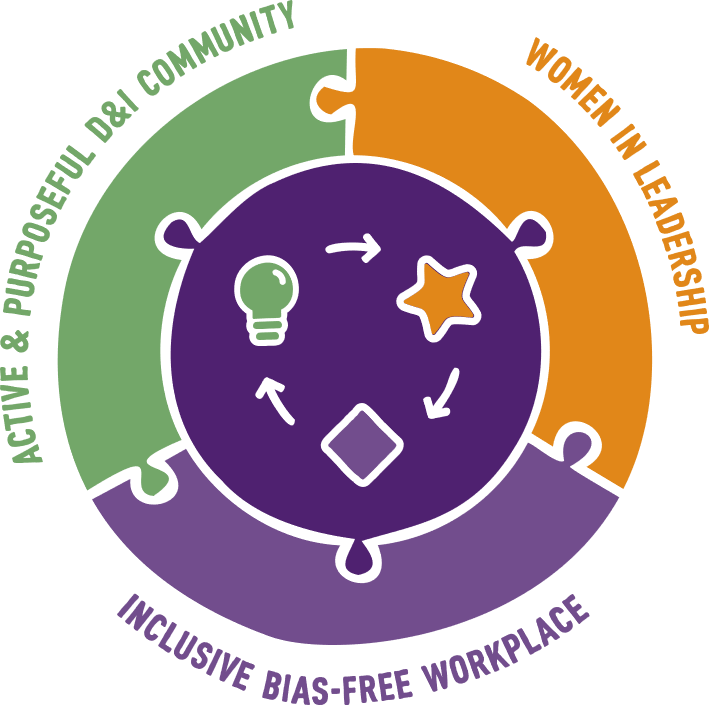 ACTIVE & PURPOSEFUL D&I COMMUNITY
WOMEN IN LEADERSHIP
INCLUSIVE BIAS-FREE WORKPLACE